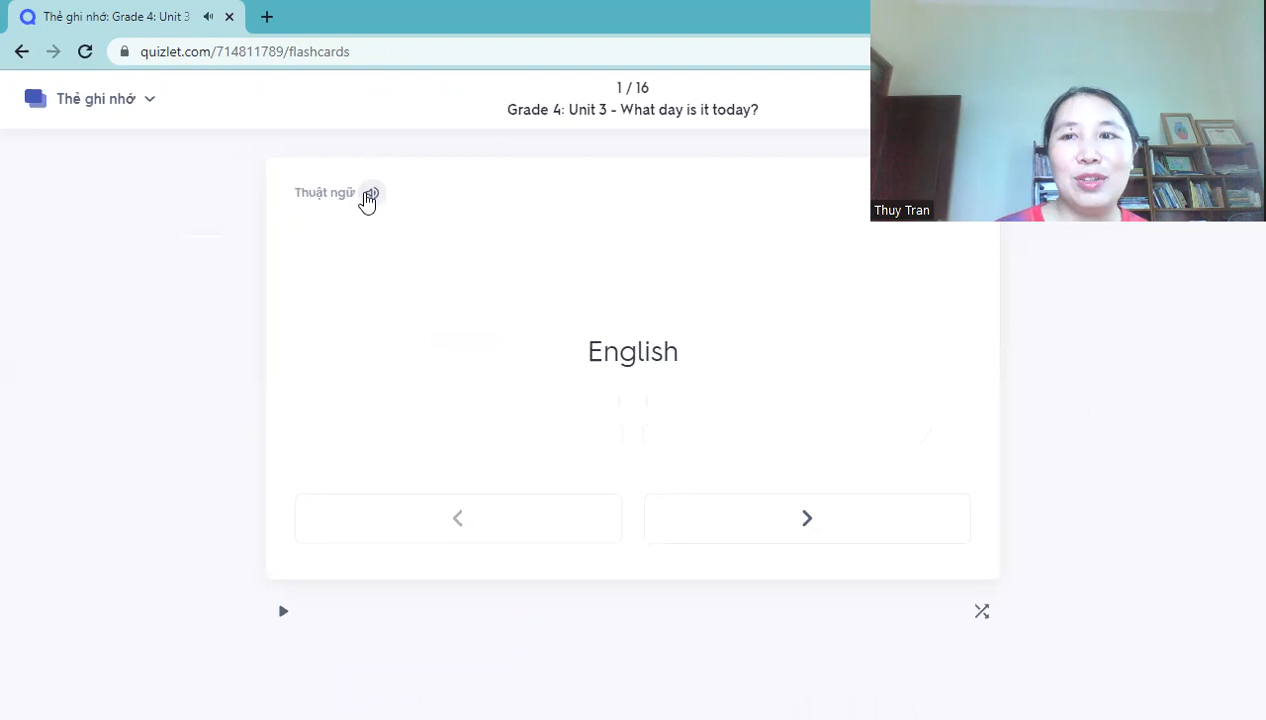 Thẻ ghi nhớ: Grade 4: Unit 3
quizlet.com/714811789/flashcards
Thẻ ghi nhớ
1 / 16
Grade 4: Unit 3 - What day is it today?
Thuy Tran
Thuật ngữ
English